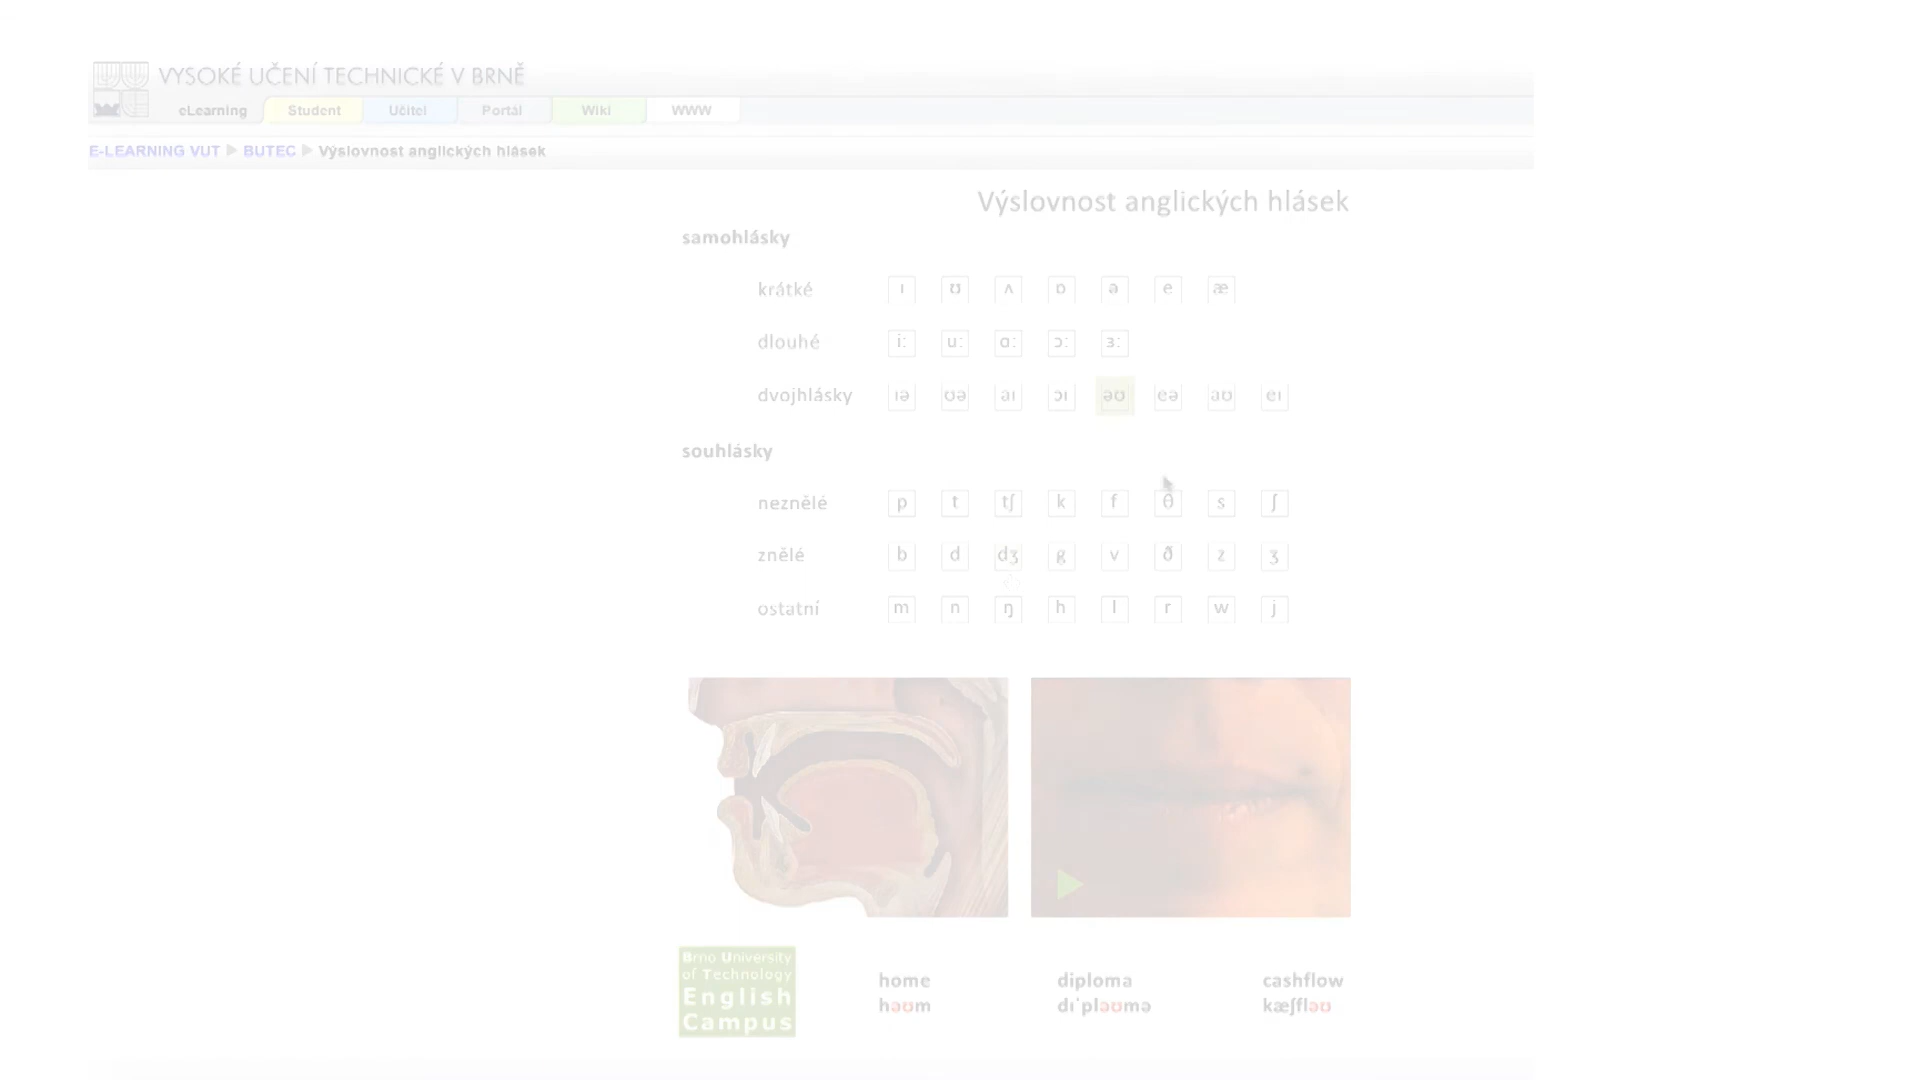 VYSOKÉ UČENÍ TECHNICKÉ V BRNĚ
eLearning Student Učitel Portál Wiki WWW
E-LEARNING VUT BUTEC Výslovnost anglických hlásek
Výslovnost anglických hlásek
samohlásky
krátké ɪ ʊ ʌ ɒ ə e æ
dlouhé iː uː ɑː ɔː ɜː
dvojhlásky ɪə ʊə aɪ ɔɪ əʊ eə aʊ eɪ
souhlásky
neznělé p t tʃ k f θ s ʃ
znělé b d dʒ g v ð z ʒ
ostatní m n ŋ h l r w j
Brno University
of Technology
English
Campus
home diploma cashflow
həʊm dɪˈpləʊmə kæʃfləʊ